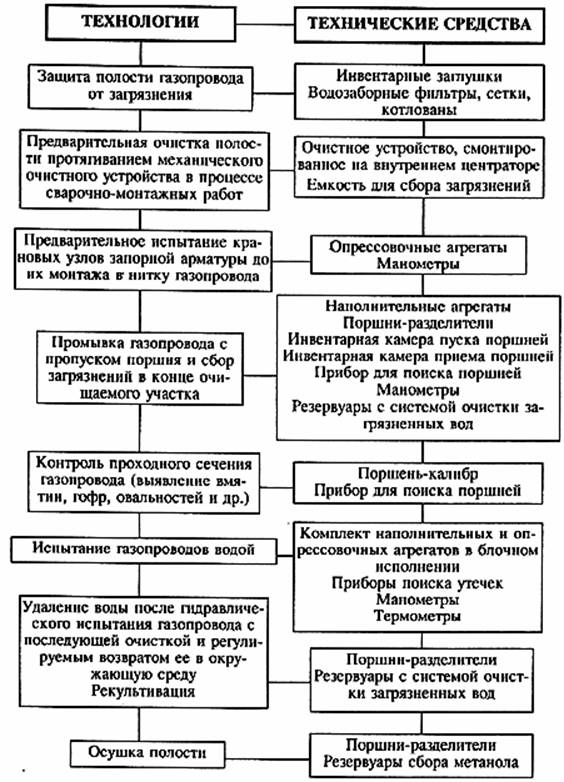 ТЕХНОЛОГИИ
ТЕХНИЧЕСКИЕ СРЕДСТВА
Защита полости газопровода
от загрязнения
Инвентарные заглушки
Водозаборные фильтры, сетки,
котлованы
Предварительная очистка полос-
ти протягиванием механического
очистного устройства в процессе
сварочно-монтажных работ
Очистное устройство, смонтиро-
ванное на внутреннем центраторе
Емкость для сбора загрязнений
Предварительное испытание кра-
новых узлов запорной арматуры до
их монтажа в нитку газопровода
Опрессовочные агрегаты
Манометры
Промывка газопровода с
пропуском поршня и сбор
загрязнений в конце очи-
щаемого участка
Наполнительные агрегаты
Поршни-разделители
Инвентарная камера пуска поршней
Инвентарная камера приема поршней
Прибор для поиска поршней
Манометры
Резервуары с системой очистки за-
грязненных вод
Контроль проходного сечения
газопровода (выявление вмя-
тин, гофр, овальностей и др.)
Поршень-калибр
Прибор для поиска поршней
Испытание газопроводов водой
Комплект наполнительных и оп-
рессовочных агрегатов в блочном
исполнении
Приборы поиска утечек
Манометры
Термометры
Удаление воды после гидравличес-
кого испытания газопровода с
последующей очисткой и регули-
руемым возвратом ее в окру-
жающую среду
Рекультивация
Поршни-разделители
Резервуары с системой очист-
ки загрязненных вод
Осушка полости
Поршни-разделители
Резервуары сбора метанола